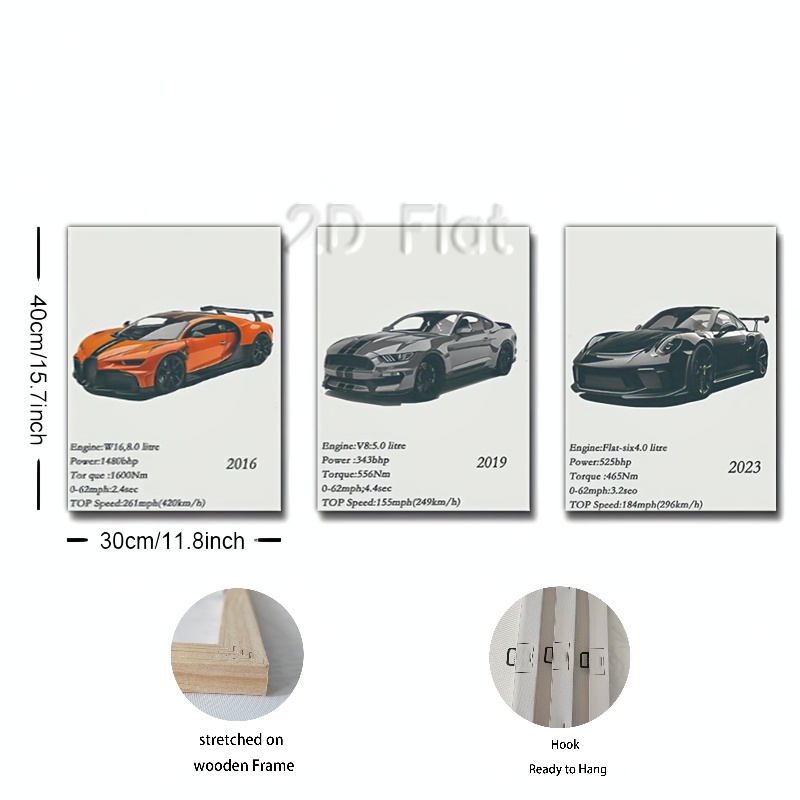 2.D Flat.
40cm/15.7inch
Engine:W16,8.0 litre
Power:1480bhp
Tor que :1600Nm
0-62mph:2.4sec
TOP Speed:261mph(420km/h)
2016
Engine:V8:5.0 litre
Power :343bhp
Torque:556Nm
0-62mph;4.4sec
TOP Speed:155mph(249km/h)
2019
Engine:Flat-six4.0 litre
Power:525bhp
Torque :465Nm
0-62mph:3.2seo
TOP Speed:184mph(296km/h)
2023
30cm/11.8inch
stretched on
wooden Frame
Hook
Ready to Hang